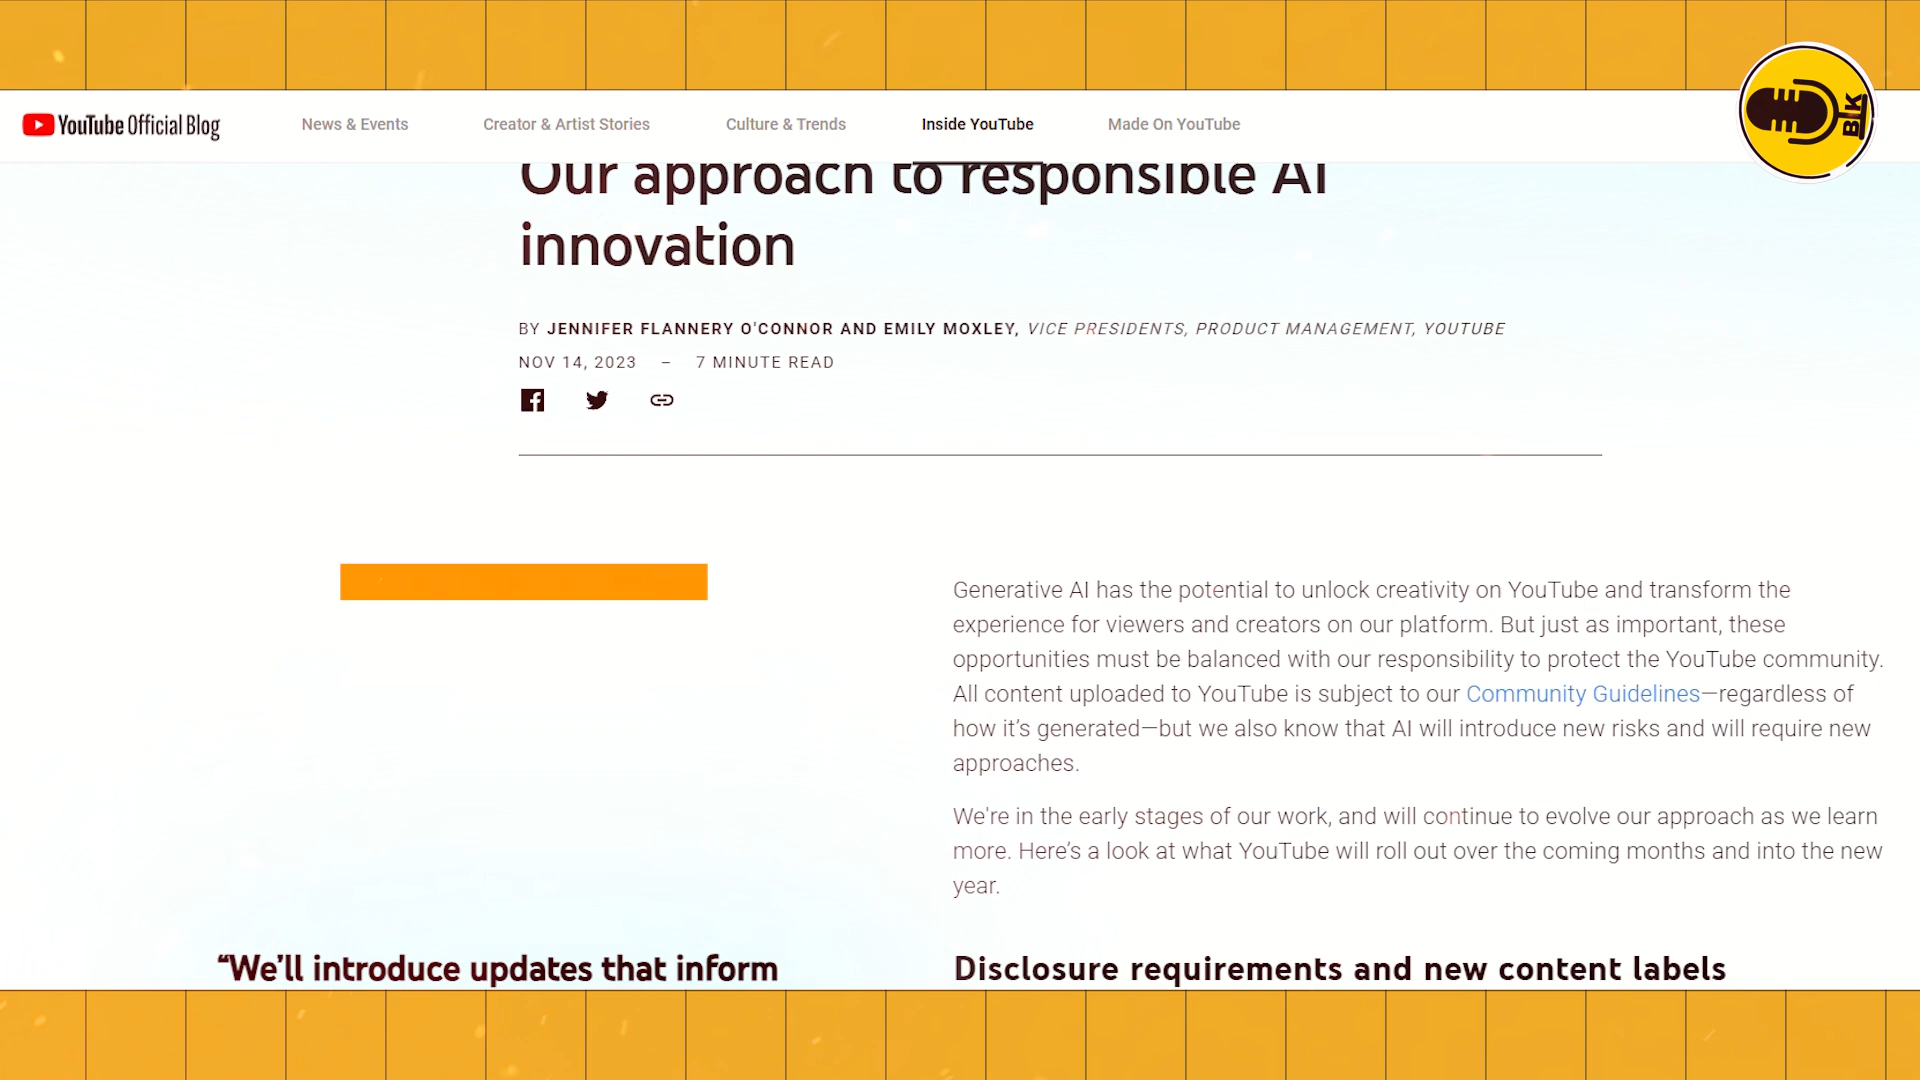 YouTube Official Blog
News & Events
Creator & Artist Stories
Culture & Trends
Inside YouTube
Made On YouTube
BIK
Our approach to responsible AI
innovation
BY JENNIFER FLANNERY O'CONNOR AND EMILY MOXLEY, VICE PRESIDENTS, PRODUCT MANAGEMENT, YOUTUBE
NOV 14, 2023 – 7 MINUTE READ
Generative AI has the potential to unlock creativity on YouTube and transform the
experience for viewers and creators on our platform. But just as important, these
opportunities must be balanced with our responsibility to protect the YouTube community.
All content uploaded to YouTube is subject to our Community Guidelines—regardless of
how it’s generated—but we also know that AI will introduce new risks and will require new
approaches.
We're in the early stages of our work, and will continue to evolve our approach as we learn
more. Here’s a look at what YouTube will roll out over the coming months and into the new
year.
“We’ll introduce updates that inform
Disclosure requirements and new content labels